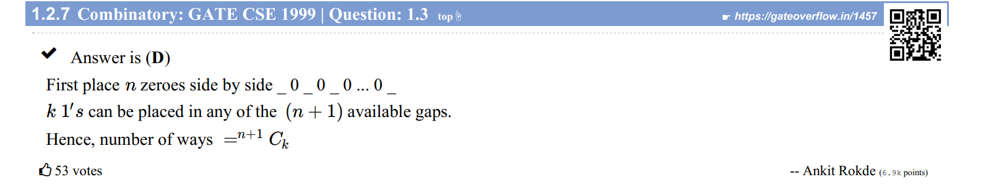 1.2.7 Combinatory: GATE CSE 1999 | Question: 1.3 top☝ ☛ https://gateoverflow.in/1457
✔ Answer is (D)
First place n zeroes side by side _ 0 _ 0 _ 0 ... 0 _
k 1′s can be placed in any of the (n + 1) available gaps.
Hence, number of ways =ⁿ⁺¹ Cₖ
53 votes
-- Ankit Rokde (6.9k points)